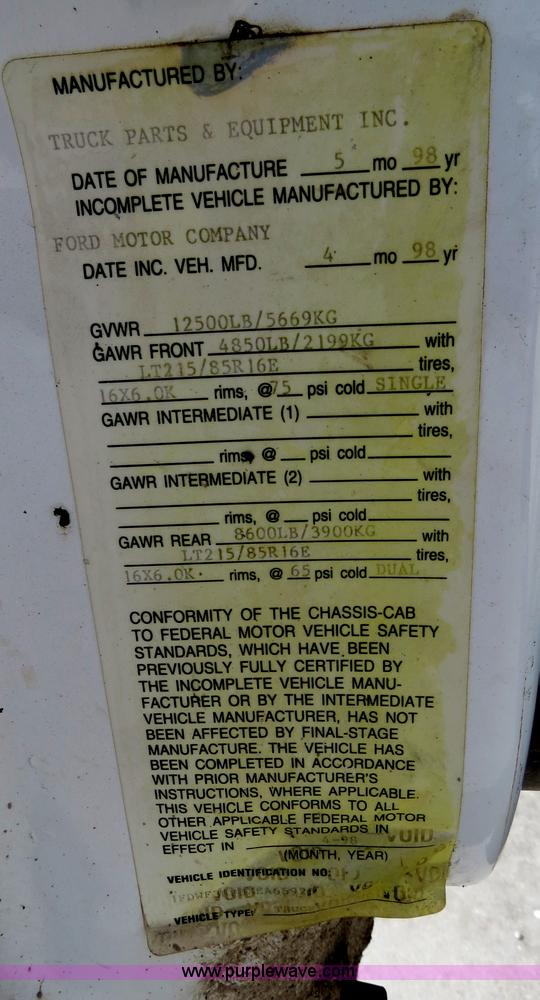 MANUFACTURED BY:
TRUCK PARTS & EQUIPMENT INC.
DATE OF MANUFACTURE 5 mo 98 yr
INCOMPLETE VEHICLE MANUFACTURED BY:
FORD MOTOR COMPANY
DATE INC. VEH. MFD. 4 mo 98 yr
GVWR 12500LB/5669KG
GAWR FRONT 4850LB/2199KG with
LT215/85R16E tires,
16X6.0K rims, @ 75 psi cold SINGLE
GAWR INTERMEDIATE (1) with
tires,
rims, @ psi cold
GAWR INTERMEDIATE (2) with
tires,
rims, @ psi cold
GAWR REAR 8600LB/3900KG with
LT215/85R16E tires,
16X6.0K. rims, @ 65 psi cold DUAL
CONFORMITY OF THE CHASSIS-CAB
TO FEDERAL MOTOR VEHICLE SAFETY
STANDARDS, WHICH HAVE BEEN
PREVIOUSLY FULLY CERTIFIED BY
THE INCOMPLETE VEHICLE MANU-
FACTURER OR BY THE INTERMEDIATE
VEHICLE MANUFACTURER, HAS NOT
BEEN AFFECTED BY FINAL-STAGE
MANUFACTURE. THE VEHICLE HAS
BEEN COMPLETED IN ACCORDANCE
WITH PRIOR MANUFACTURER'S
INSTRUCTIONS, WHERE APPLICABLE.
THIS VEHICLE CONFORMS TO ALL
OTHER APPLICABLE FEDERAL MOTOR
VEHICLE SAFETY STANDARDS IN
EFFECT IN 4-98
(MONTH, YEAR)
VEHICLE IDENTIFICATION NO:
VEHICLE TYPE: TRUCK
www.purplewave.com